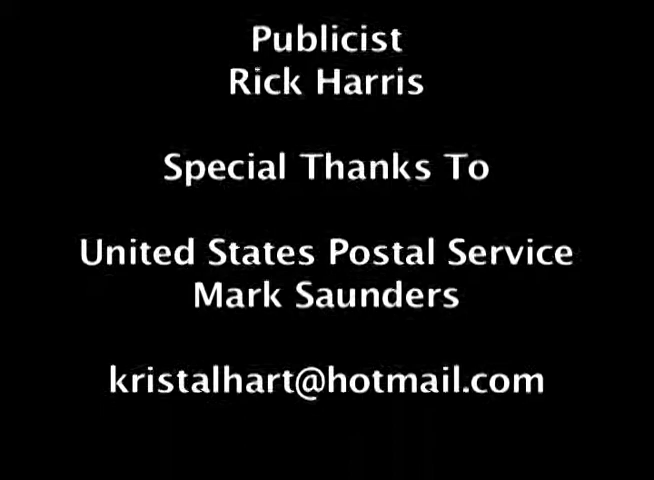 Publicist
Rick Harris
Special Thanks To
United States Postal Service
Mark Saunders
kristalhart@hotmail.com